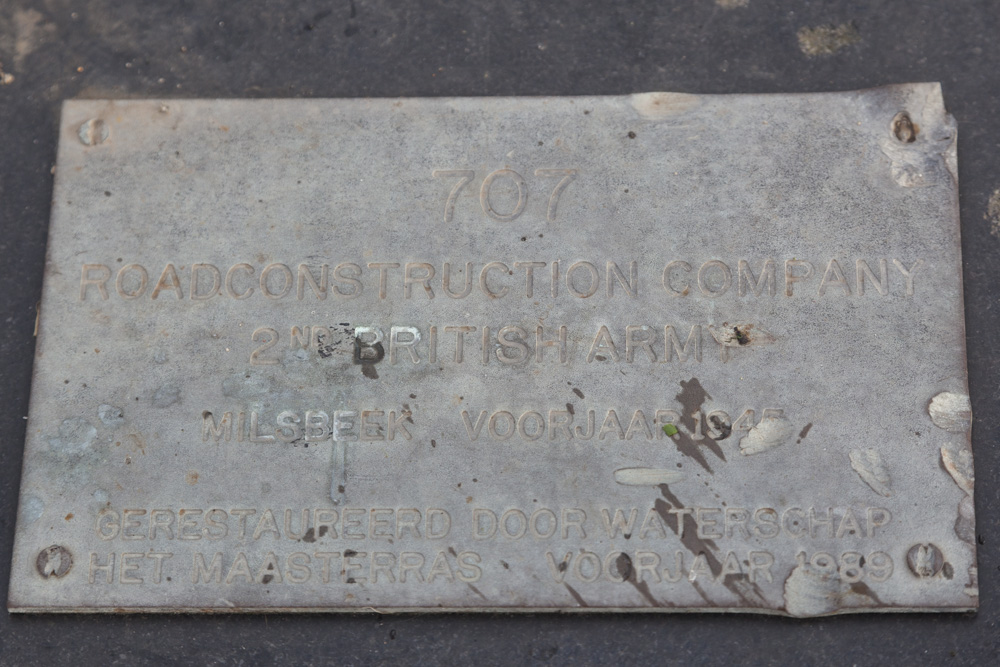 707
ROADCONSTRUCTION COMPANY
2ND BRITISH ARMY
MILSBEEK VOORJAAR 1945
GERESTAUREERD DOOR WATERSCHAP
HET MAASTERRAS VOORJAAR 1989